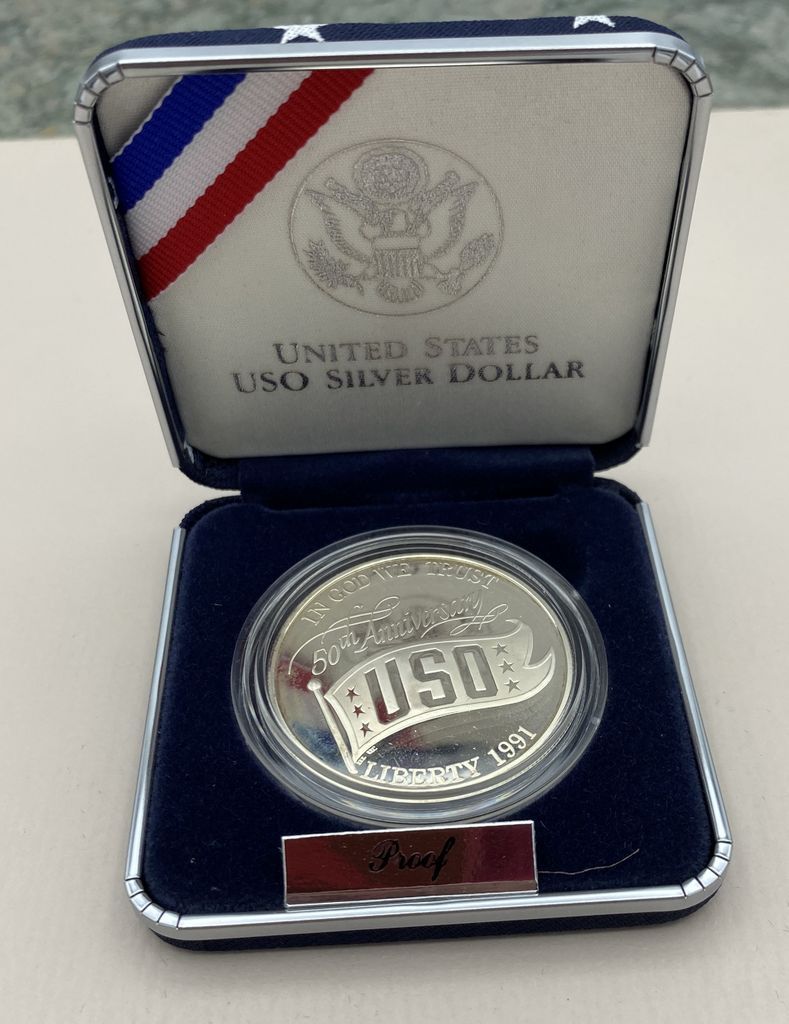 UNITED STATES
USO SILVER DOLLAR
IN GOD WE TRUST
50th Anniversary
USO
LIBERTY 1991
Proof